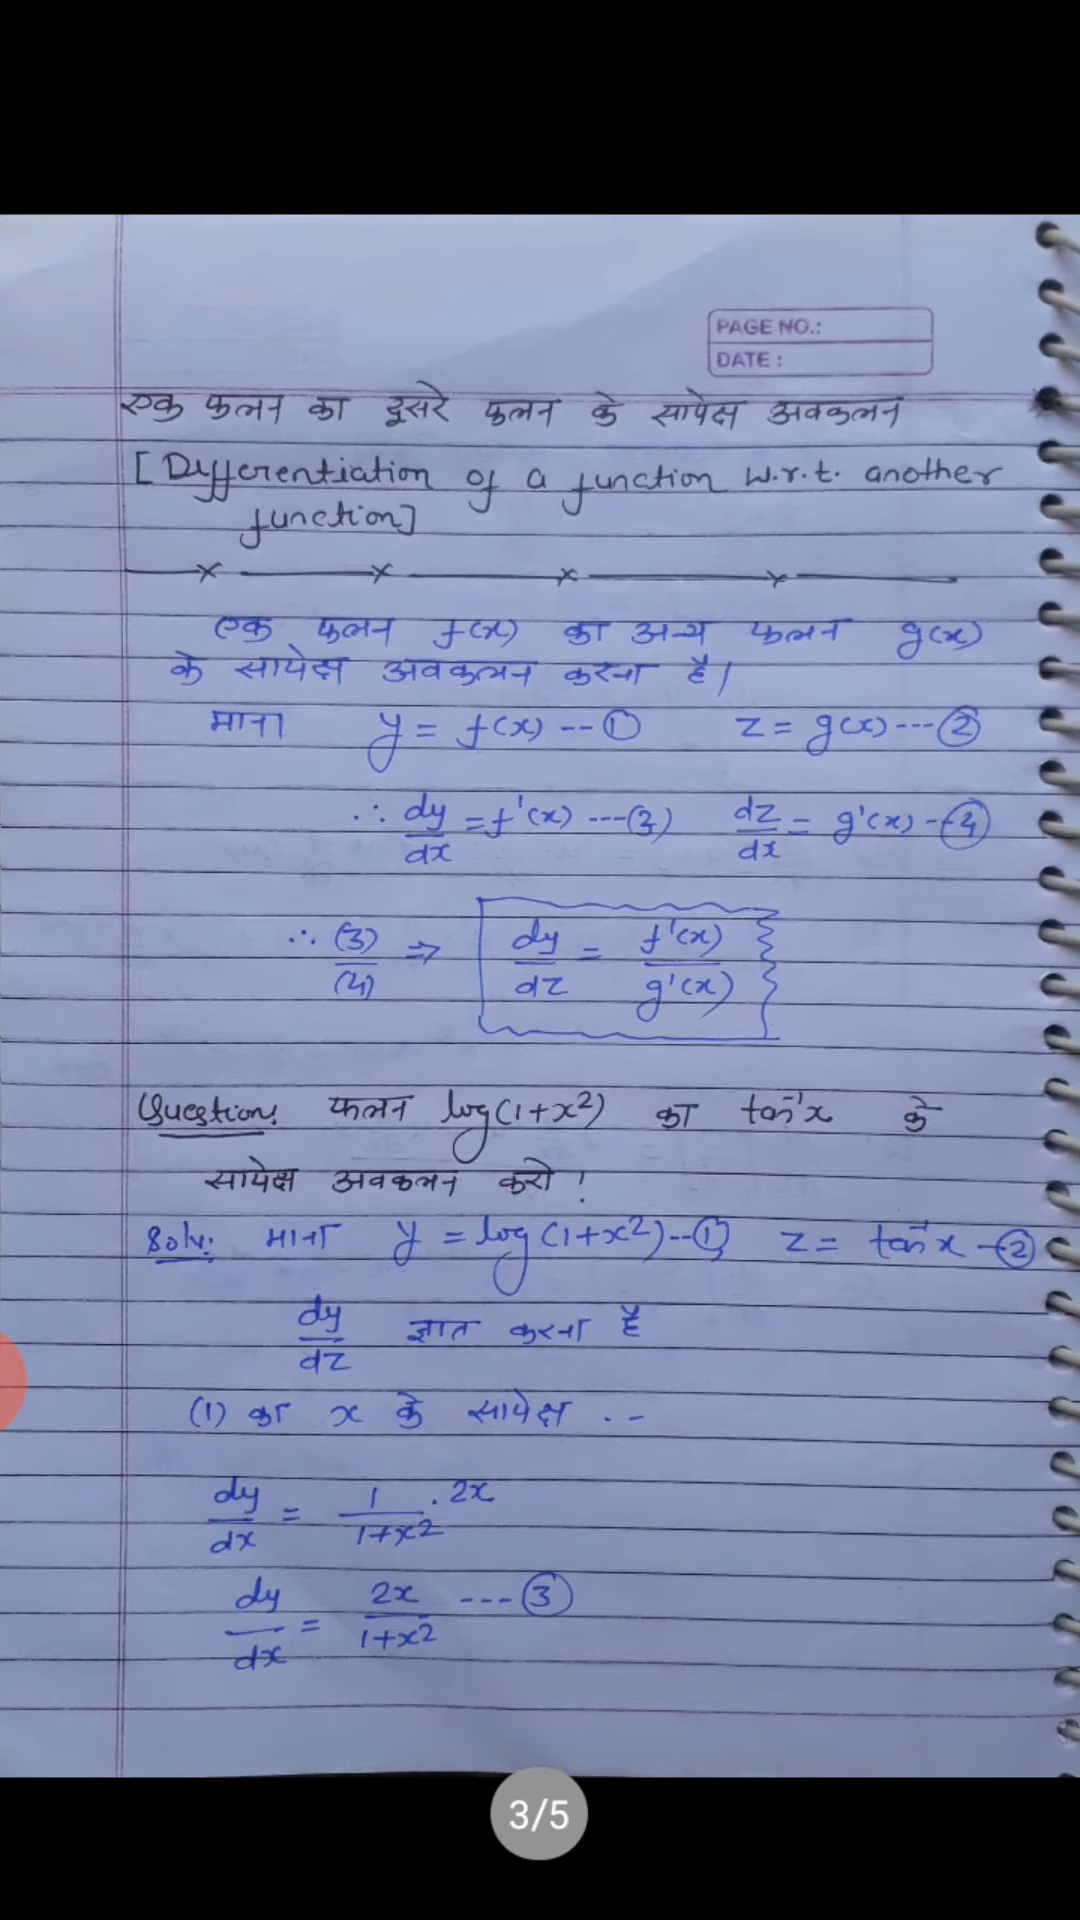 PAGE NO.:
DATE :
एक फलन का दूसरे फलन के सापेक्ष अवकलन
[Differentiation of a function w.r.t. another
function]
एक फलन f(x) का अन्य फलन g(x)
के सापेक्ष अवकलन करना है।
माना y = f(x) -- ① z = g(x) --- ②
∴ dy/dx = f'(x) ---(3) dz/dx = g'(x) - ④
∴ (3)/(4) ⇒ dy/dz = f'(x)/g'(x)
Question: फलन log(1+x²) का tan⁻¹x के
सापेक्ष अवकलन करो !
Soln: माना y = log(1+x²) -- ① z = tan⁻¹x - ②
dy/dz ज्ञात करना है
(1) का x के सापेक्ष . --
dy/dx = 1/1+x² . 2x
dy/dx = 2x/1+x² --- ③
3/5